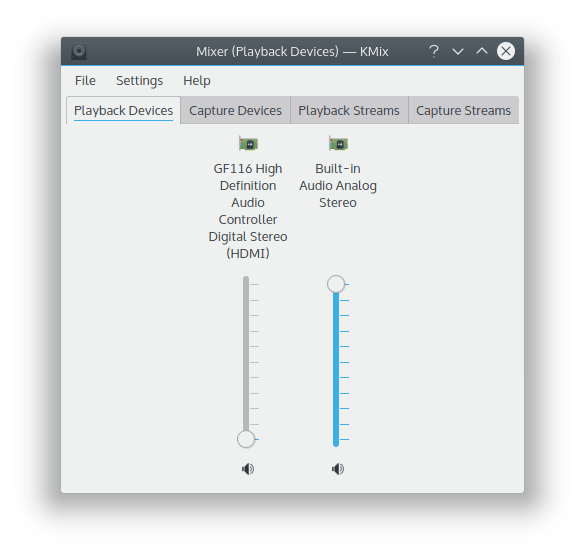 Mixer (Playback Devices) — KMix
File Settings Help
Playback Devices Capture Devices Playback Streams Capture Streams
GF116 High
Definition
Audio
Controller
Digital Stereo
(HDMI)
Built-in
Audio Analog
Stereo